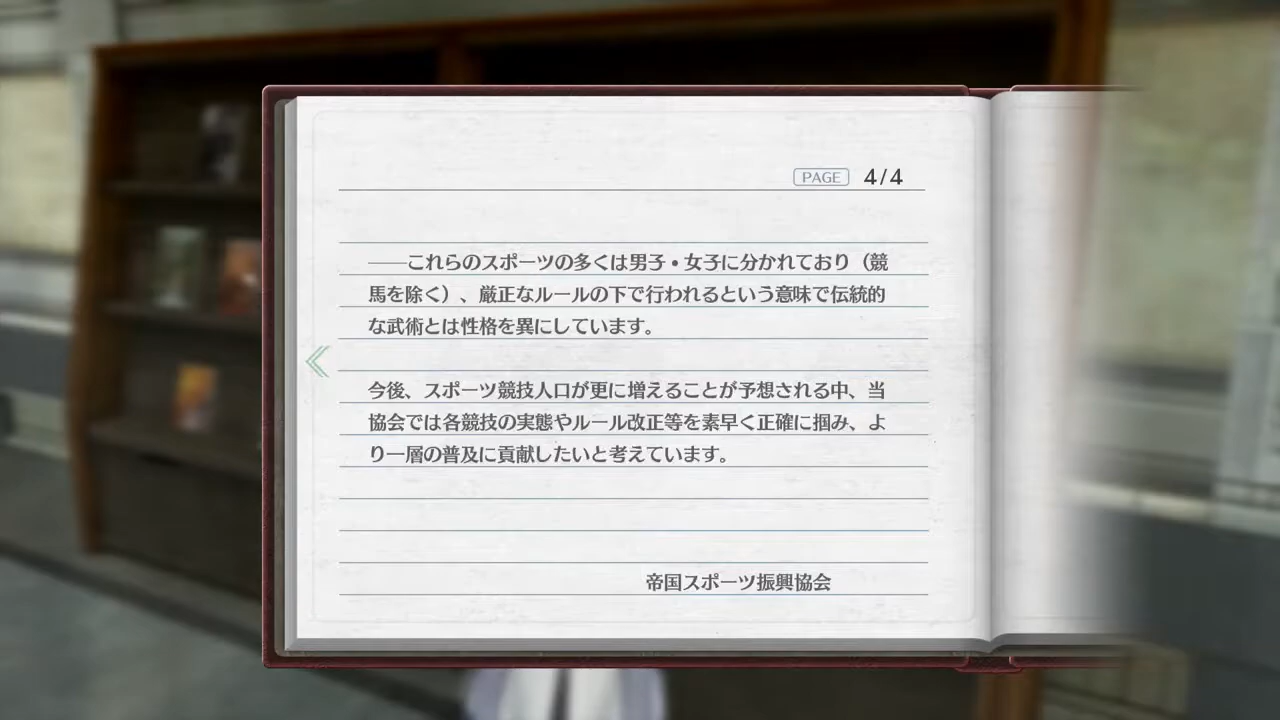 PAGE 4/4
――これらのスポーツの多くは男子・女子に分かれており（競
馬を除く）、厳正なルールの下で行われるという意味で伝統的
な武術とは性格を異にしています。
今後、スポーツ競技人口が更に増えることが予想される中、当
協会では各競技の実態やルール改正等を素早く正確に掴み、よ
り一層の普及に貢献したいと考えています。
帝国スポーツ振興協会